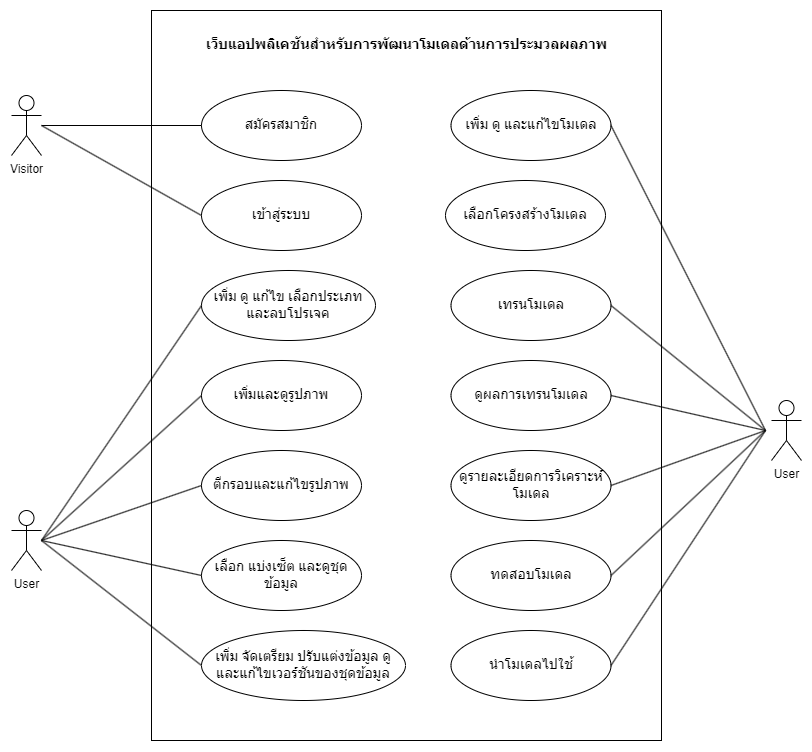 เว็บแอปพลิเคชันสำหรับการพัฒนาโมเดลด้านการประมวลผลภาพ
Visitor
สมัครสมาชิก
เข้าสู่ระบบ
เพิ่ม ดู แก้ไข เลือกประเภท
และลบโปรเจค
เพิ่มและดูรูปภาพ
ตีกรอบและแก้ไขรูปภาพ
เลือก แบ่งเซ็ต และดูชุด
ข้อมูล
เพิ่ม จัดเตรียม ปรับแต่งข้อมูล ดู
และแก้ไขเวอร์ชันของชุดข้อมูล
User
เพิ่ม ดู และแก้ไขโมเดล
เลือกโครงสร้างโมเดล
เทรนโมเดล
ดูผลการเทรนโมเดล
ดูรายละเอียดการวิเคราะห์
โมเดล
ทดสอบโมเดล
นำโมเดลไปใช้
User